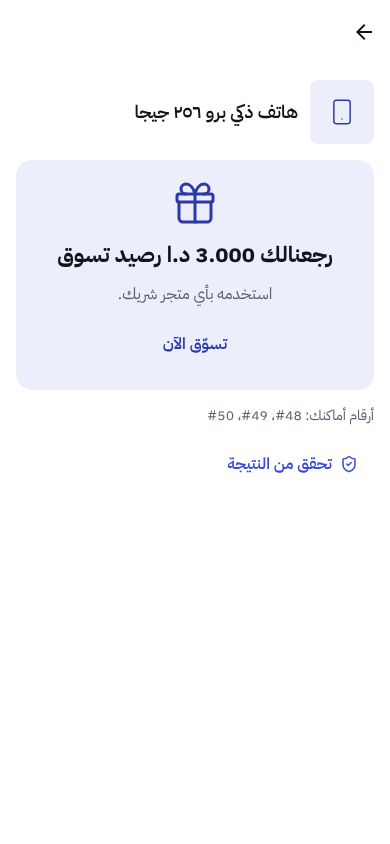 هاتف ذكي برو ٢٥٦ جيجا
رجعنالك 3.000 د.ا رصيد تسوق
استخدمه بأي متجر شريك.
تسوّق الآن
أرقام أماكنك: 48#، 49#، 50#
تحقق من النتيجة